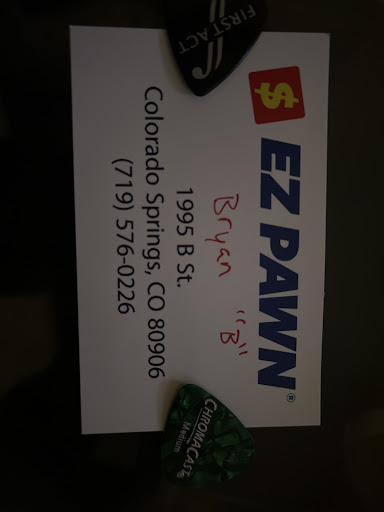 FIRST ACT
$ EZ PAWN®
Bryan "B"
1995 B St.
Colorado Springs, CO 80906
(719) 576-0226
CHROMACAST®
Medium